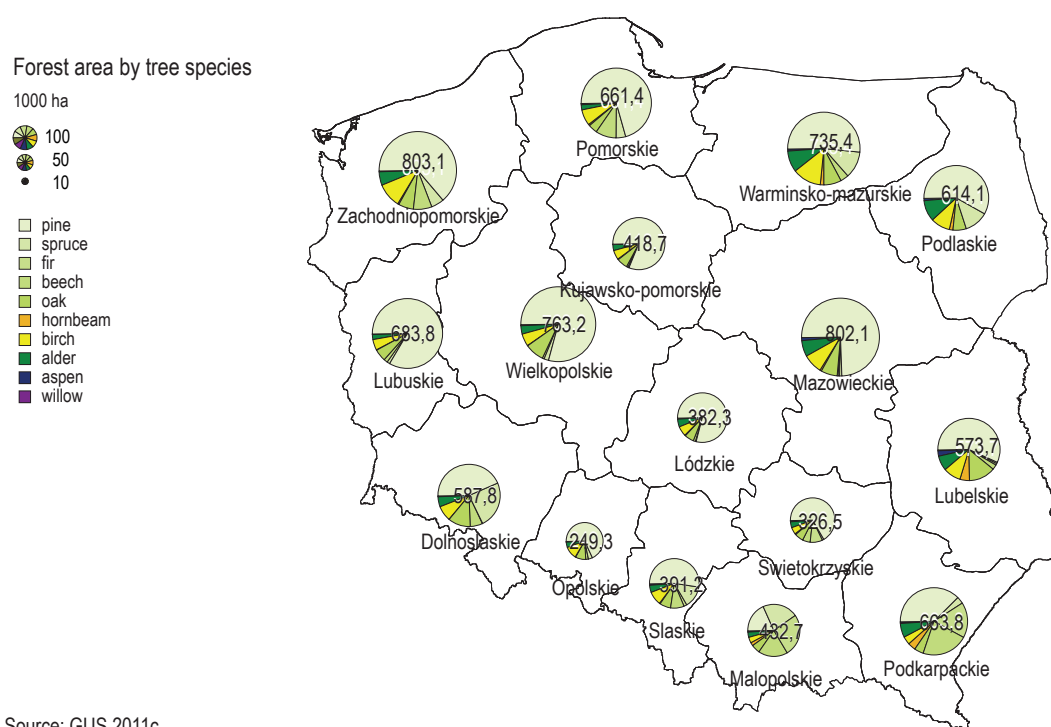 Forest area by tree species
1000 ha
100
50
10
pine
spruce
fir
beech
oak
hornbeam
birch
alder
aspen
willow
661,4
Pomorskie
735,4
Warminsko-mazurskie
803,1
Zachodniopomorskie
614,1
Podlaskie
418,7
Kujawsko-pomorskie
683,8
Lubuskie
763,2
Wielkopolskie
802,1
Mazowieckie
382,3
Lódzkie
573,7
Lubelskie
587,8
Dolnoslaskie
249,3
Opolskie
326,5
Swietokrzyskie
391,2
Slaskie
432,7
Malopolskie
663,8
Podkarpackie
Source: GUS 2011c